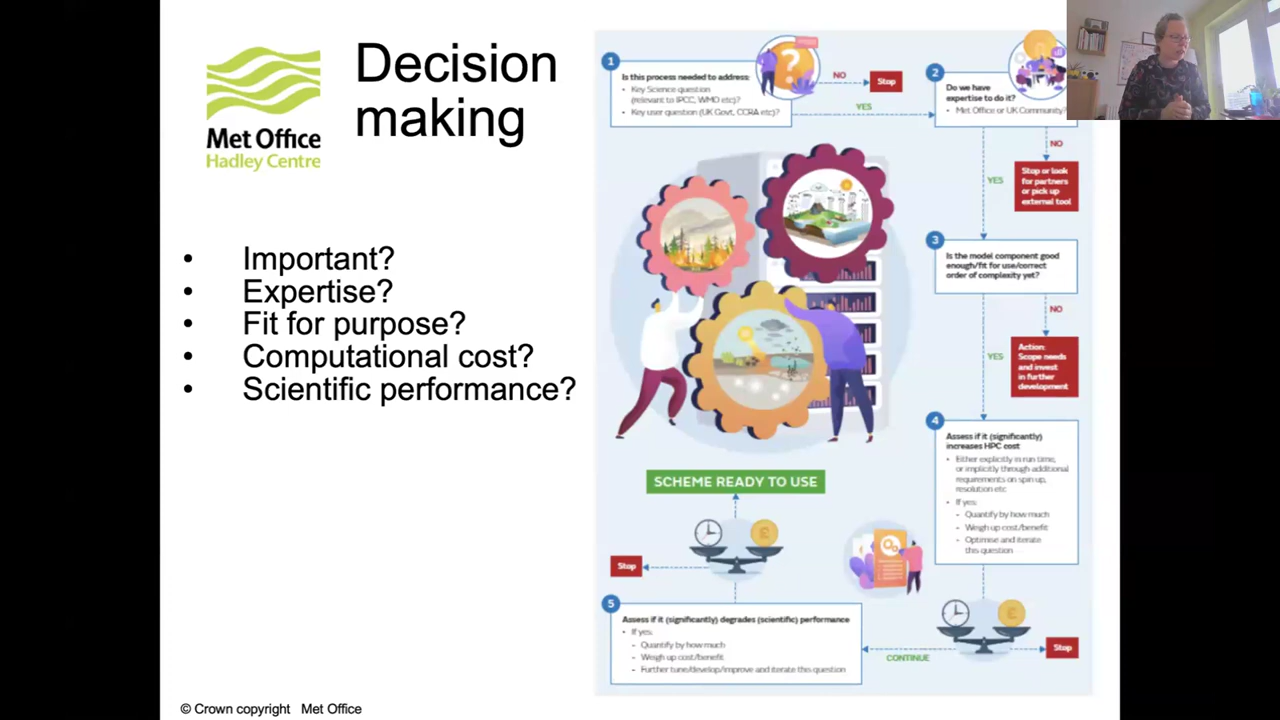 Met Office
Hadley Centre
Decision
making
• Important?
• Expertise?
• Fit for purpose?
• Computational cost?
• Scientific performance?
1
Is this process needed to address:
• Key Science question
(relevant to IPCC, WMO etc)?
• Key user question (UK Govt, CCRA etc)?
NO
Stop
YES
2
Do we have
expertise to do it?
• Met Office or UK Community?
NO
Stop or look
for partners
or pick up
external tool
YES
3
Is the model component good
enough/fit for use/correct
order of complexity yet?
NO
Action:
Scope needs
and invest
in further
development
YES
4
Assess if it (significantly)
increases HPC cost
• Either explicitly in run time,
or implicitly through additional
requirements on spin up,
resolution etc
• If yes:
- Quantify by how much
- Weigh up cost/benefit
- Optimise and iterate
this question
Stop
CONTINUE
5
Assess if it (significantly) degrades (scientific) performance
• If yes:
- Quantify by how much
- Weigh up cost/benefit
- Further tune/develop/improve and iterate this question
Stop
SCHEME READY TO USE
© Crown copyright Met Office